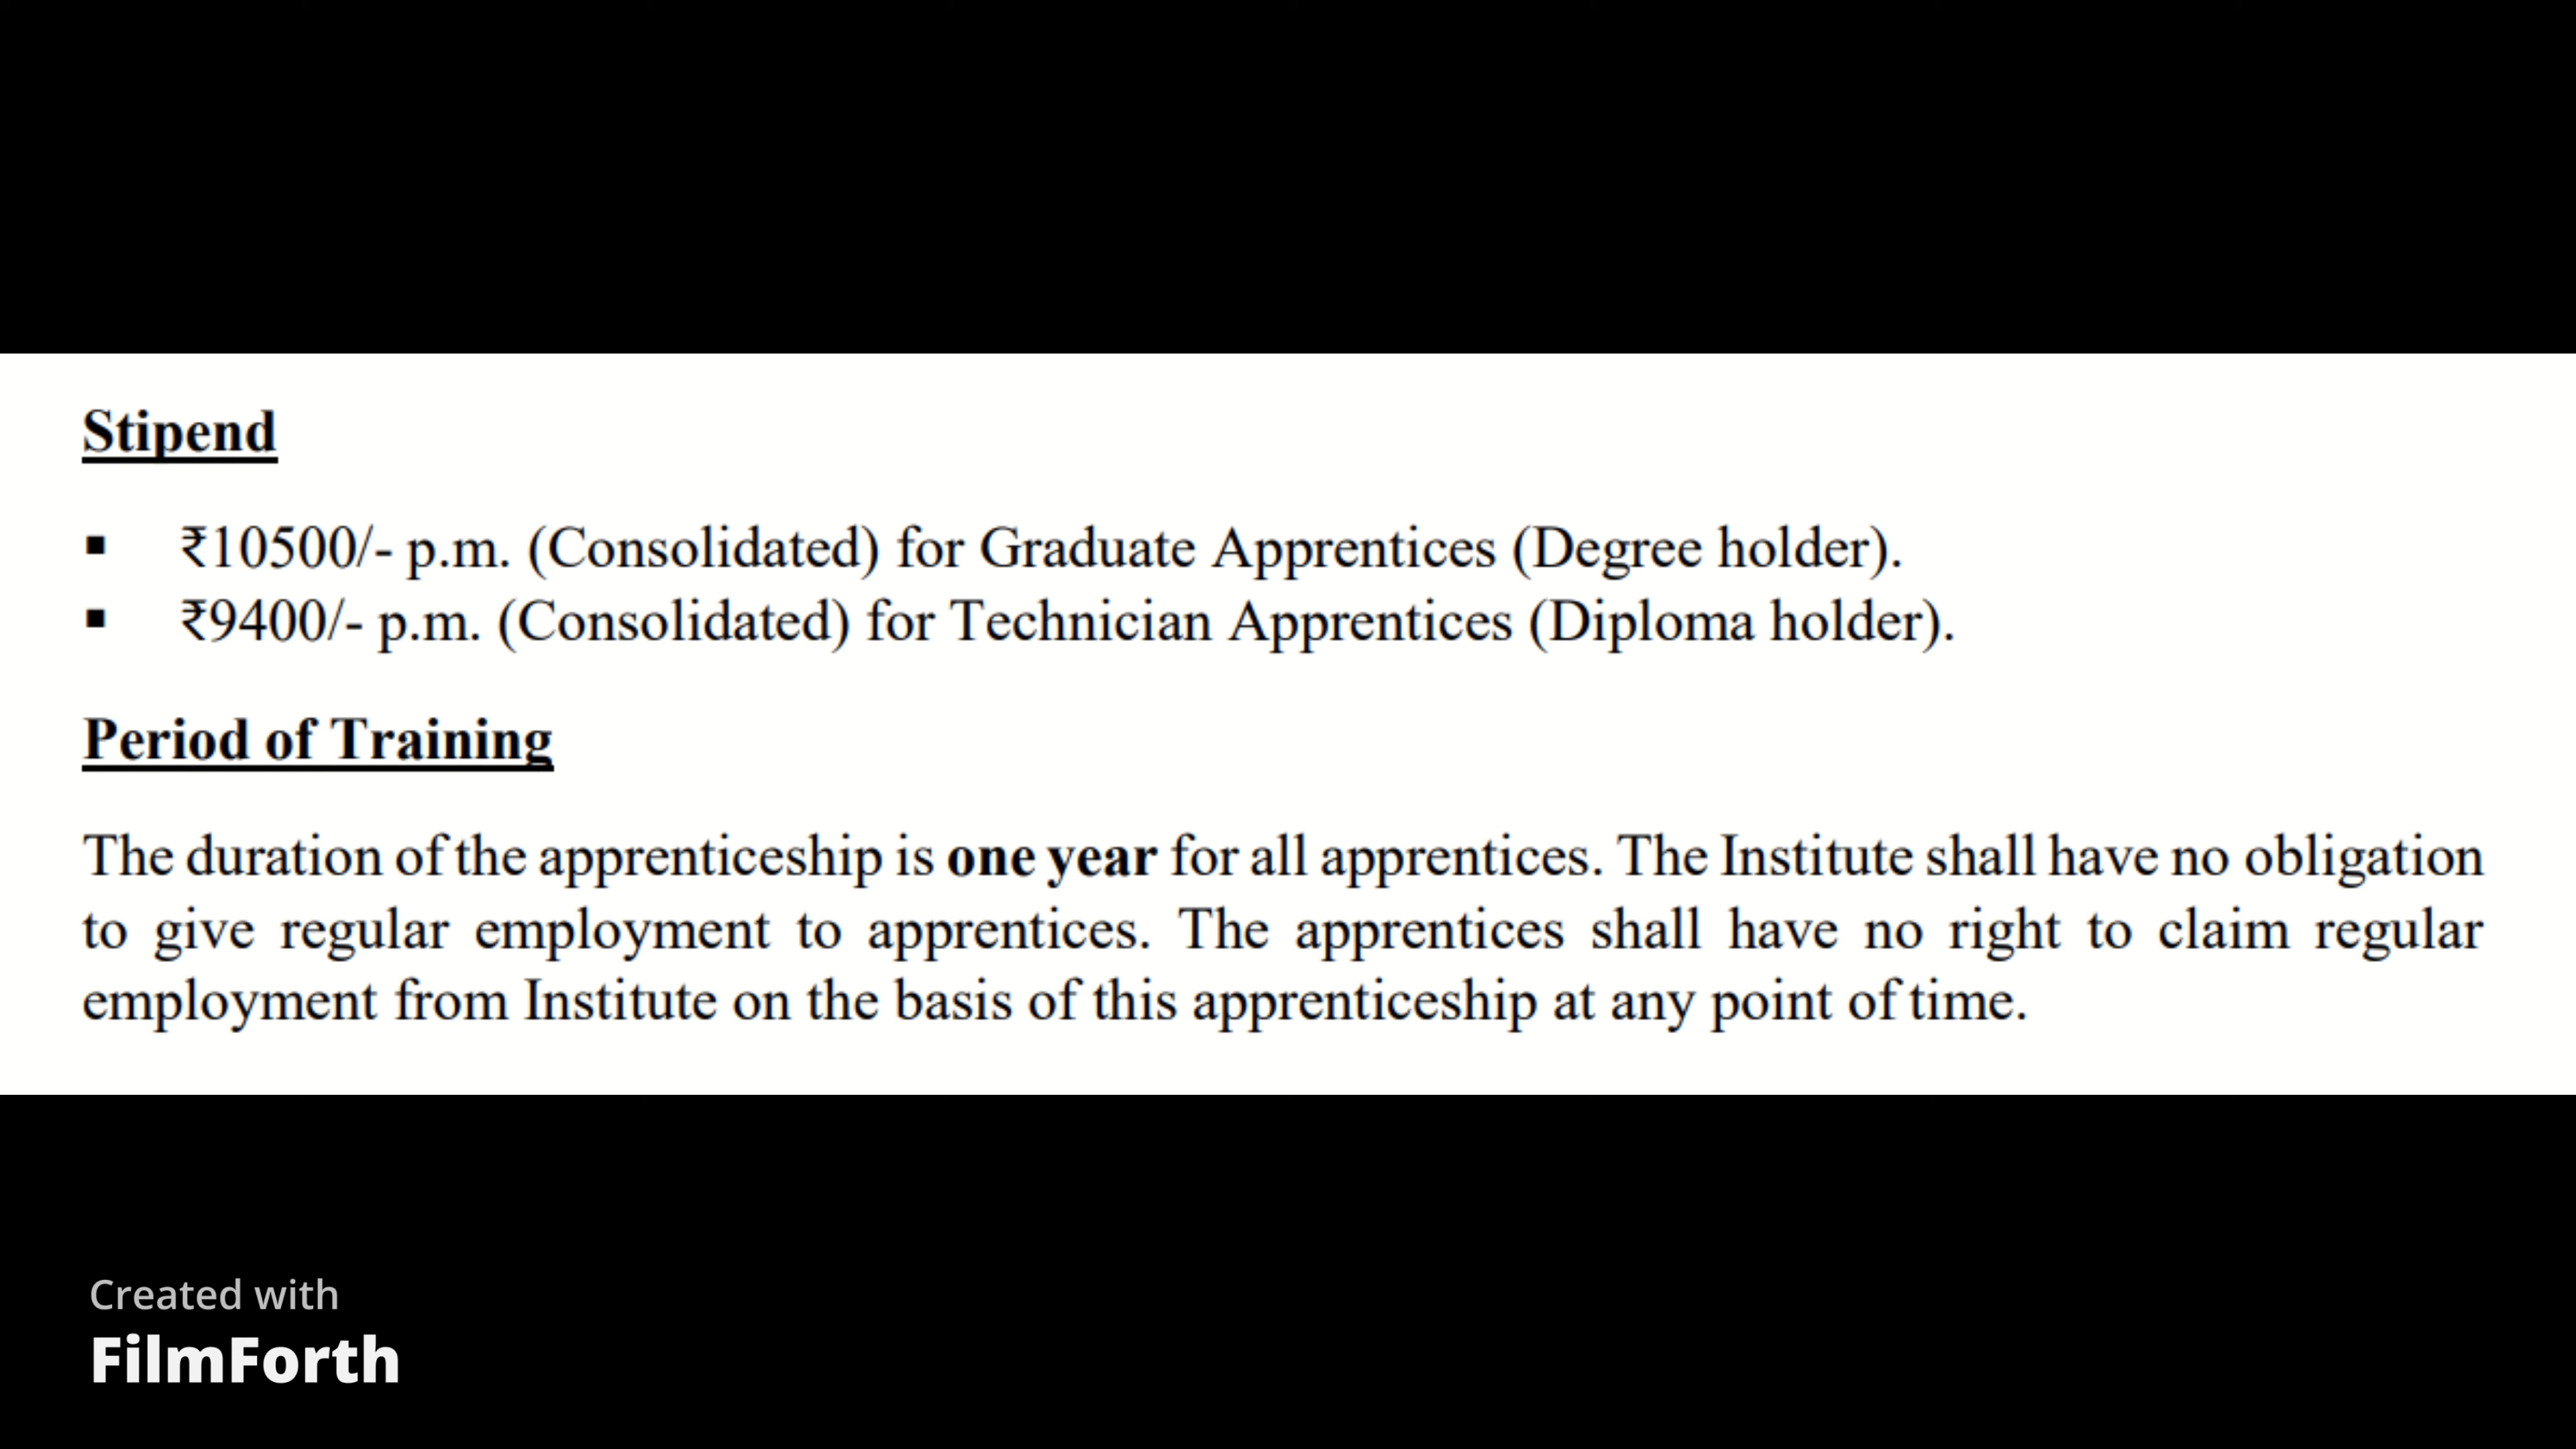 Stipend
▪ ₹10500/- p.m. (Consolidated) for Graduate Apprentices (Degree holder).
▪ ₹9400/- p.m. (Consolidated) for Technician Apprentices (Diploma holder).
Period of Training
The duration of the apprenticeship is one year for all apprentices. The Institute shall have no obligation
to give regular employment to apprentices. The apprentices shall have no right to claim regular
employment from Institute on the basis of this apprenticeship at any point of time.
Created with
FilmForth